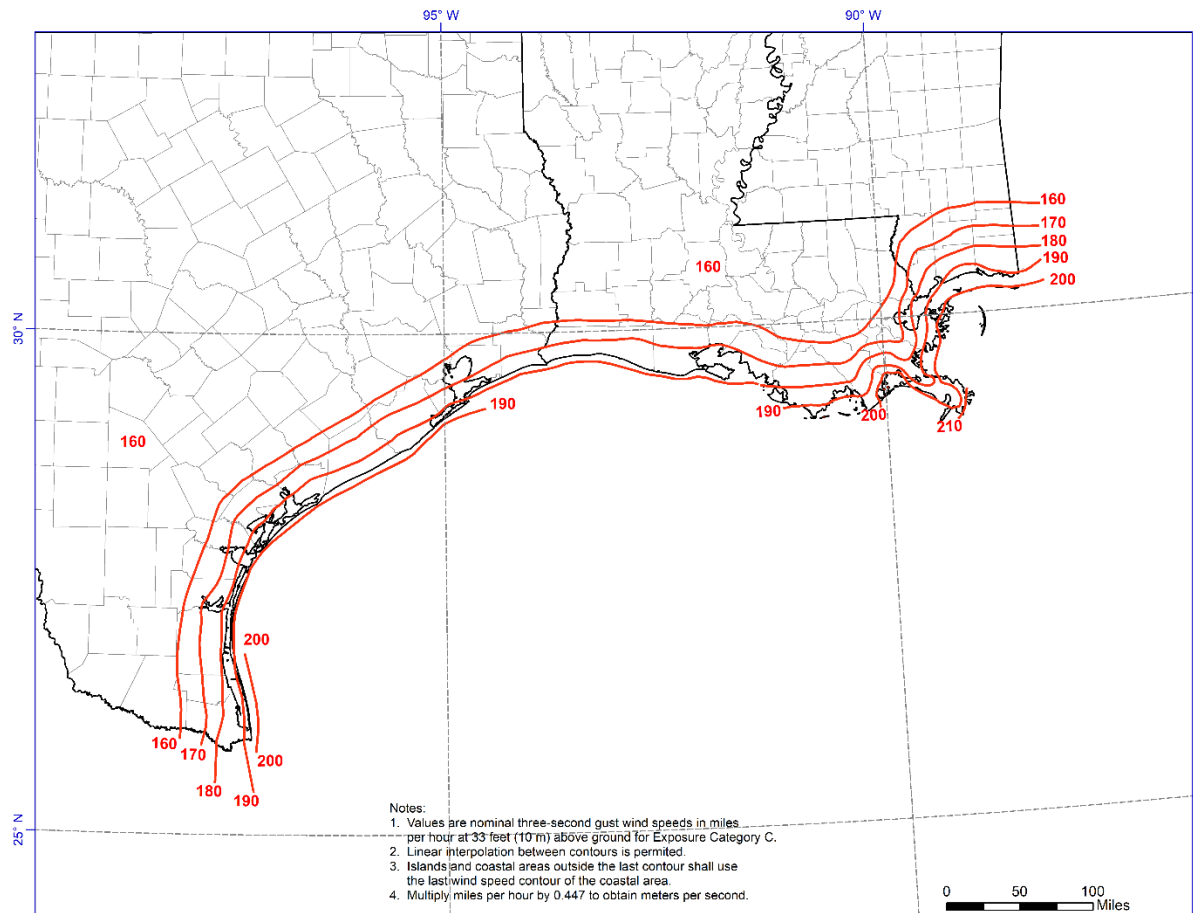 95° W
90° W
160
170
180
190
200
160
30° N
190
190
200
210
160
200
160
170
180
190
200
25° N
Notes:
1. Values are nominal three-second gust wind speeds in miles
per hour at 33 feet (10 m) above ground for Exposure Category C.
2. Linear interpolation between contours is permited.
3. Islands and coastal areas outside the last contour shall use
the last wind speed contour of the coastal area.
4. Multiply miles per hour by 0.447 to obtain meters per second.
0 50 100
Miles